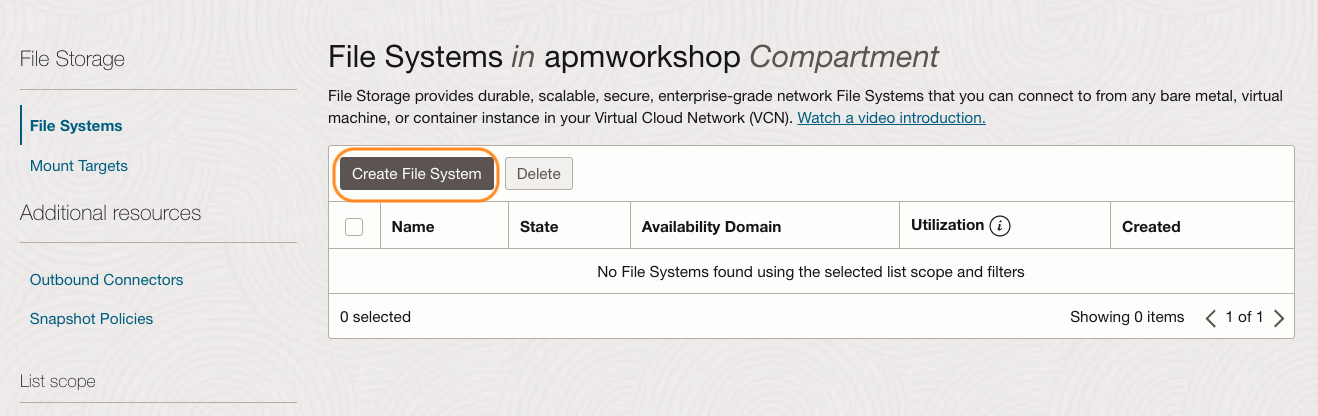 File Storage
File Systems
Mount Targets
Additional resources
Outbound Connectors
Snapshot Policies
List scope
File Systems in apmworkshop Compartment
File Storage provides durable, scalable, secure, enterprise-grade network File Systems that you can connect to from any bare metal, virtual
machine, or container instance in your Virtual Cloud Network (VCN). Watch a video introduction.
Create File System Delete
Name State Availability Domain Utilization i Created
No File Systems found using the selected list scope and filters
0 selected Showing 0 items < 1 of 1 >